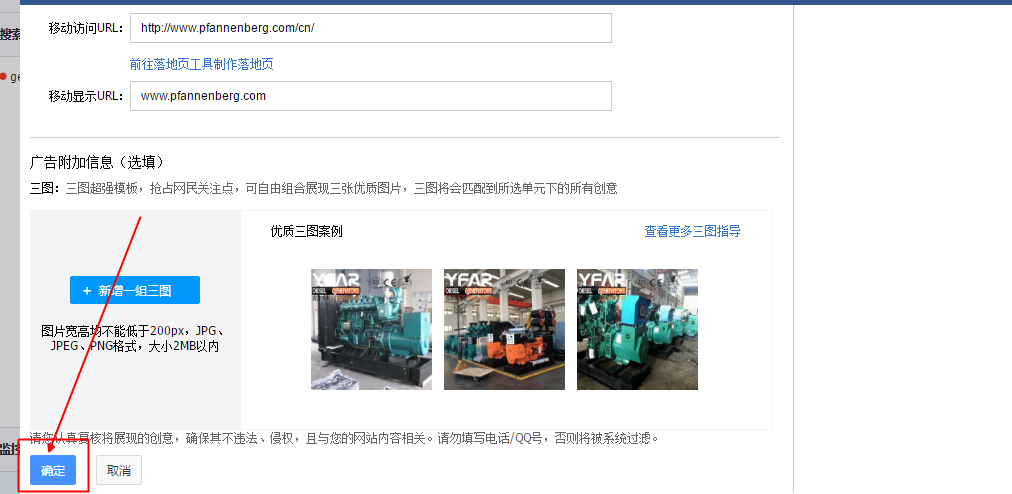 搜索
移动访问URL： http://www.pfannenberg.com/cn/
前往落地页工具制作落地页
ge
移动显示URL： www.pfannenberg.com
广告附加信息（选填）
三图：三图超强模板，抢占网民关注点，可自由组合展现三张优质图片，三图将会匹配到所选单元下的所有创意
优质三图案例 查看更多三图指导
+ 新增一组三图
图片宽高均不能低于200px，JPG、
JPEG、PNG格式，大小2MB以内
YFAR CE
DIESEL GENERATORS
YFAR CE
DIESEL GENERATORS
YFAR CE
DIESEL GENERATORS
请您认真复核将展现的创意，确保其不违法、侵权，且与您的网站内容相关。请勿填写电话/QQ号，否则将被系统过滤。
确定 取消